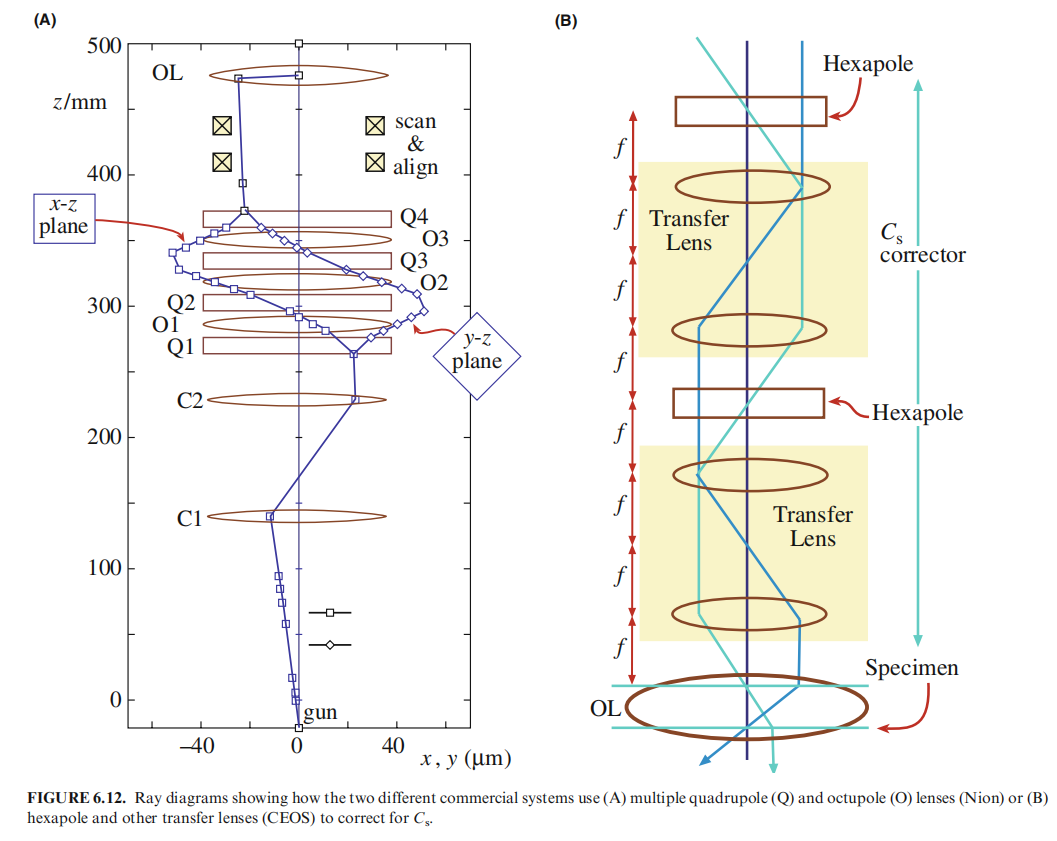 (A)
500
OL
z/mm
scan
&
align
400
x-z
plane
Q4
O3
Q3
O2
300
Q2
O1
Q1
y-z
plane
C2
200
C1
100
0
gun
–40
0
40
x , y (μm)
(B)
Hexapole
f
f
Transfer
Lens
Cs
corrector
f
f
Hexapole
f
f
Transfer
Lens
f
f
Specimen
OL
FIGURE 6.12. Ray diagrams showing how the two different commercial systems use (A) multiple quadrupole (Q) and octupole (O) lenses (Nion) or (B)
hexapole and other transfer lenses (CEOS) to correct for Cs.